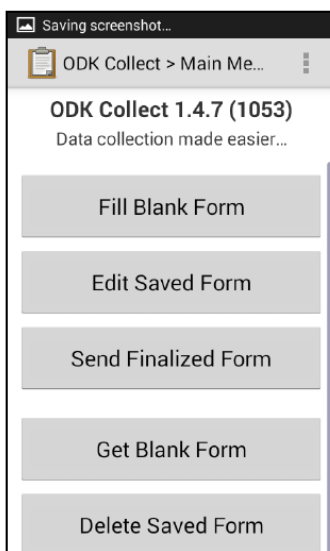 Saving screenshot...
ODK Collect > Main Me...
ODK Collect 1.4.7 (1053)
Data collection made easier...
Fill Blank Form
Edit Saved Form
Send Finalized Form
Get Blank Form
Delete Saved Form